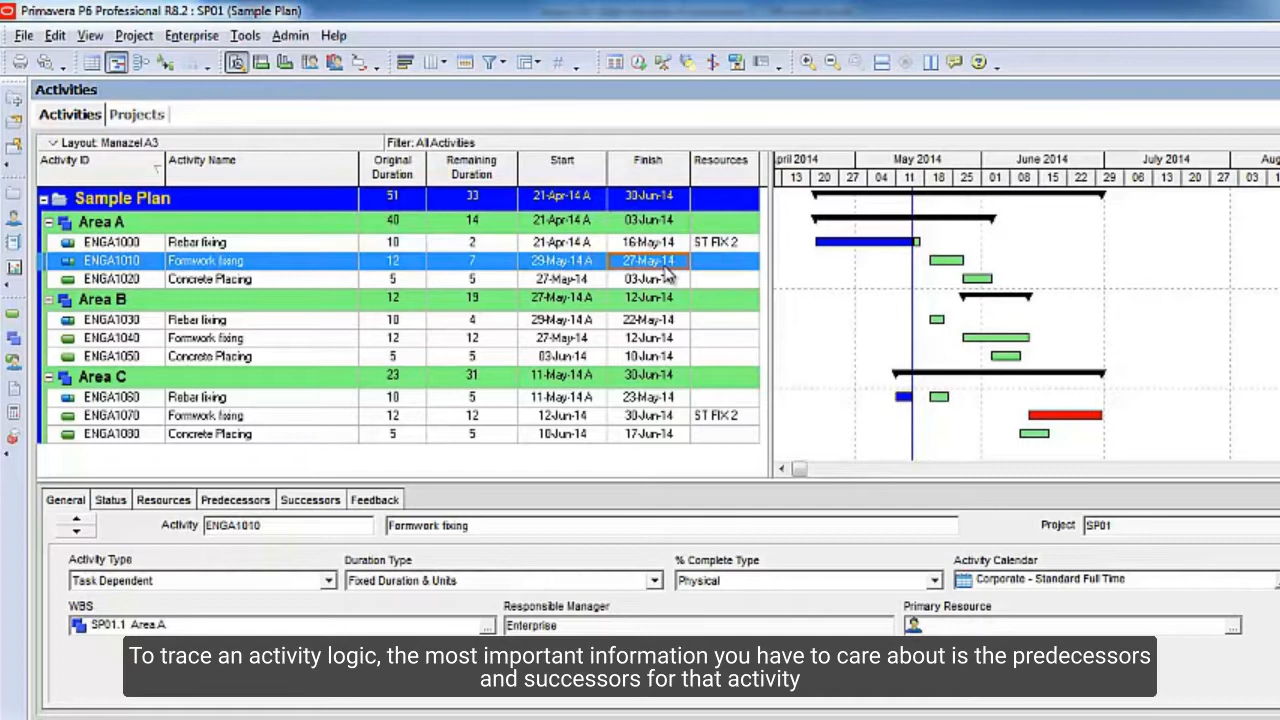 Primavera P6 Professional R8.2 : SP01 (Sample Plan)
File Edit View Project Enterprise Tools Admin Help
Activities
Activities Projects
Layout: Manazel A3 Filter: All Activities
Activity ID Activity Name Original Duration Remaining Duration Start Finish Resources
pril 2014 May 2014 June 2014 July 2014 Aug
13 20 27 04 11 18 25 01 08 15 22 29 06 13 20 27 03
Sample Plan 51 33 21-Apr-14 A 30-Jun-14
Area A 40 14 21-Apr-14 A 03-Jun-14
ENGA1000 Rebar fixing 10 2 21-Apr-14 A 16-May-14 ST FIX 2
ENGA1010 Formwork fixing 12 7 29-May-14 A 27-May-14
ENGA1020 Concrete Placing 5 5 27-May-14 03-Jun-14
Area B 12 19 27-May-14 A 12-Jun-14
ENGA1030 Rebar fixing 10 4 29-May-14 A 22-May-14
ENGA1040 Formwork fixing 12 12 27-May-14 12-Jun-14
ENGA1050 Concrete Placing 5 5 03-Jun-14 10-Jun-14
Area C 23 31 11-May-14 A 30-Jun-14
ENGA1060 Rebar fixing 10 5 11-May-14 A 23-May-14
ENGA1070 Formwork fixing 12 12 12-Jun-14 30-Jun-14 ST FIX 2
ENGA1080 Concrete Placing 5 5 10-Jun-14 17-Jun-14
General Status Resources Predecessors Successors Feedback
Activity ENGA1010 Formwork fixing Project SP01
Activity Type Duration Type % Complete Type Activity Calendar
Task Dependent Fixed Duration & Units Physical Corporate - Standard Full Time
WBS Responsible Manager Primary Resource
SP01.1 Area A ... Enterprise ...
To trace an activity logic, the most important information you have to care about is the predecessors
and successors for that activity